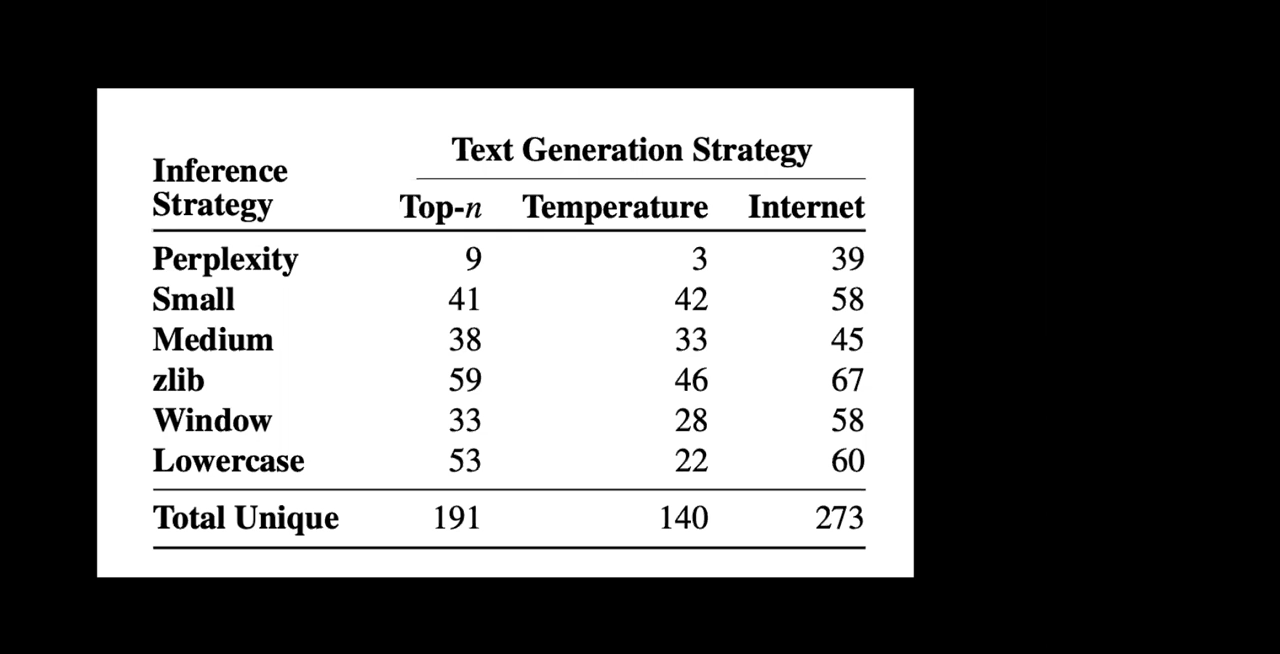 Text Generation Strategy
Inference Strategy Top-n Temperature Internet
Perplexity 9 3 39
Small 41 42 58
Medium 38 33 45
zlib 59 46 67
Window 33 28 58
Lowercase 53 22 60
Total Unique 191 140 273